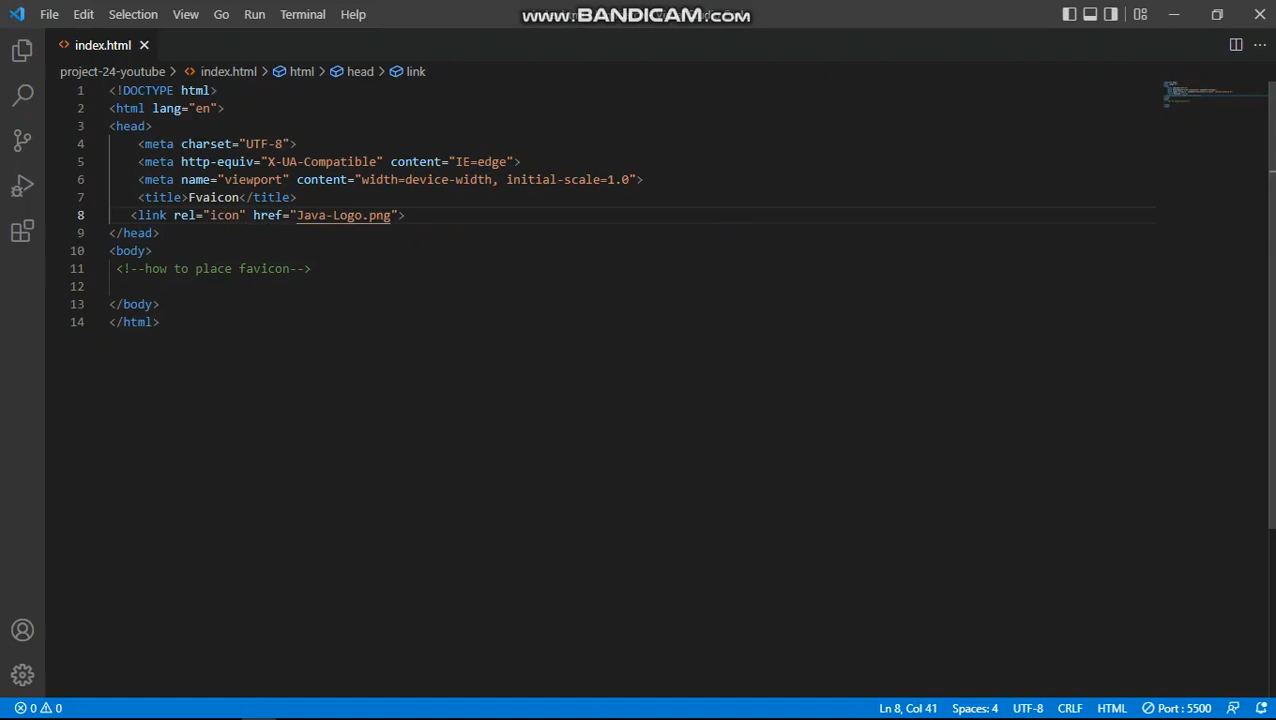 File Edit Selection View Go Run Terminal Help
www.BANDICAM.com
index.html
project-24-youtube > index.html > html > head > link
1 <!DOCTYPE html>
2 <html lang="en">
3 <head>
4 <meta charset="UTF-8">
5 <meta http-equiv="X-UA-Compatible" content="IE=edge">
6 <meta name="viewport" content="width=device-width, initial-scale=1.0">
7 <title>Fvaicon</title>
8 <link rel="icon" href="Java-Logo.png">
9 </head>
10 <body>
11 <!--how to place favicon-->
12
13 </body>
14 </html>
0 0 Ln 8, Col 41 Spaces: 4 UTF-8 CRLF HTML Port : 5500